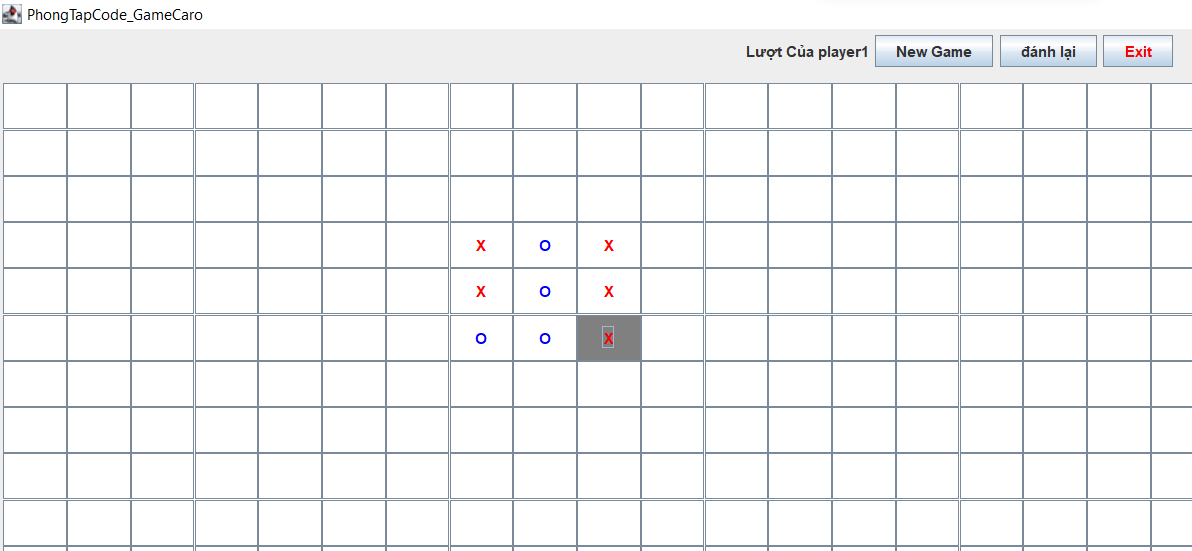 PhongTapCode_GameCaro
Lượt Của player1 New Game đánh lại Exit
X O X
X O X
O O X